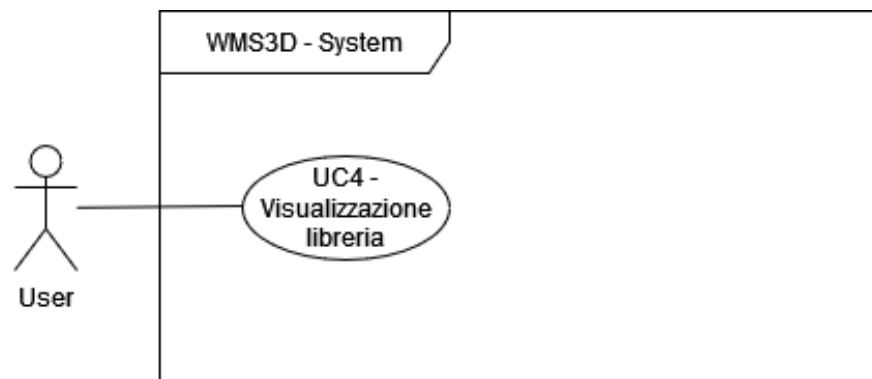 WMS3D - System
UC4 -
Visualizzazione
libreria
User